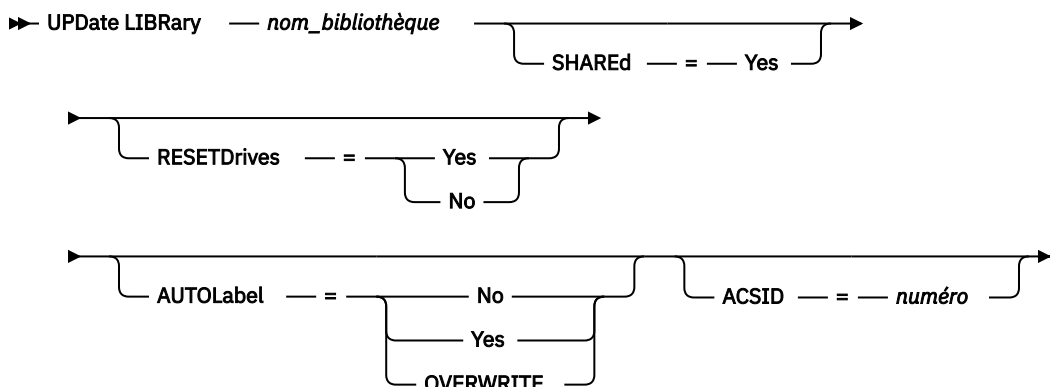 UPDate LIBRary nom_bibliothèque
SHAREd = Yes
RESETDrives = Yes
No
AUTOLabel = No
Yes
OVERWRITE
ACSID = numéro